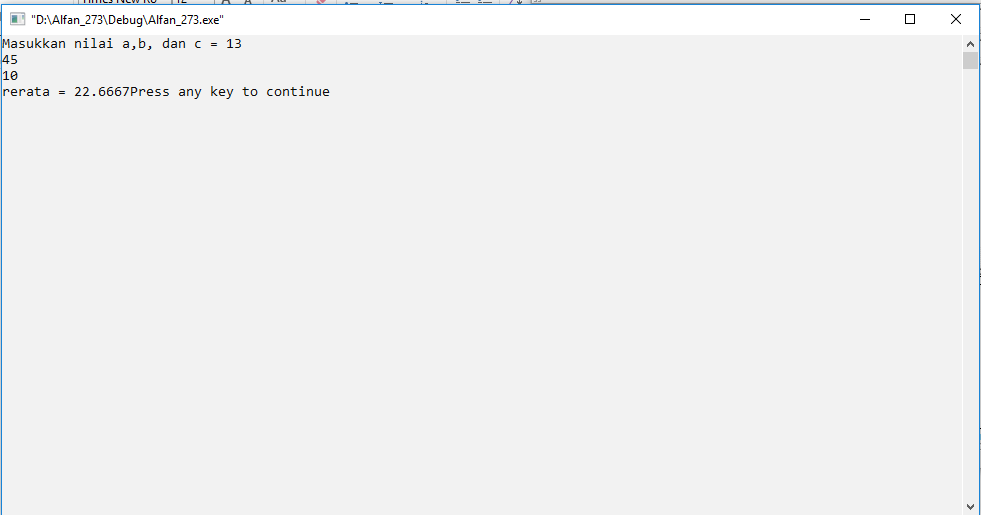 "D:\Alfan_273\Debug\Alfan_273.exe"
Masukkan nilai a,b, dan c = 13
45
10
rerata = 22.6667Press any key to continue